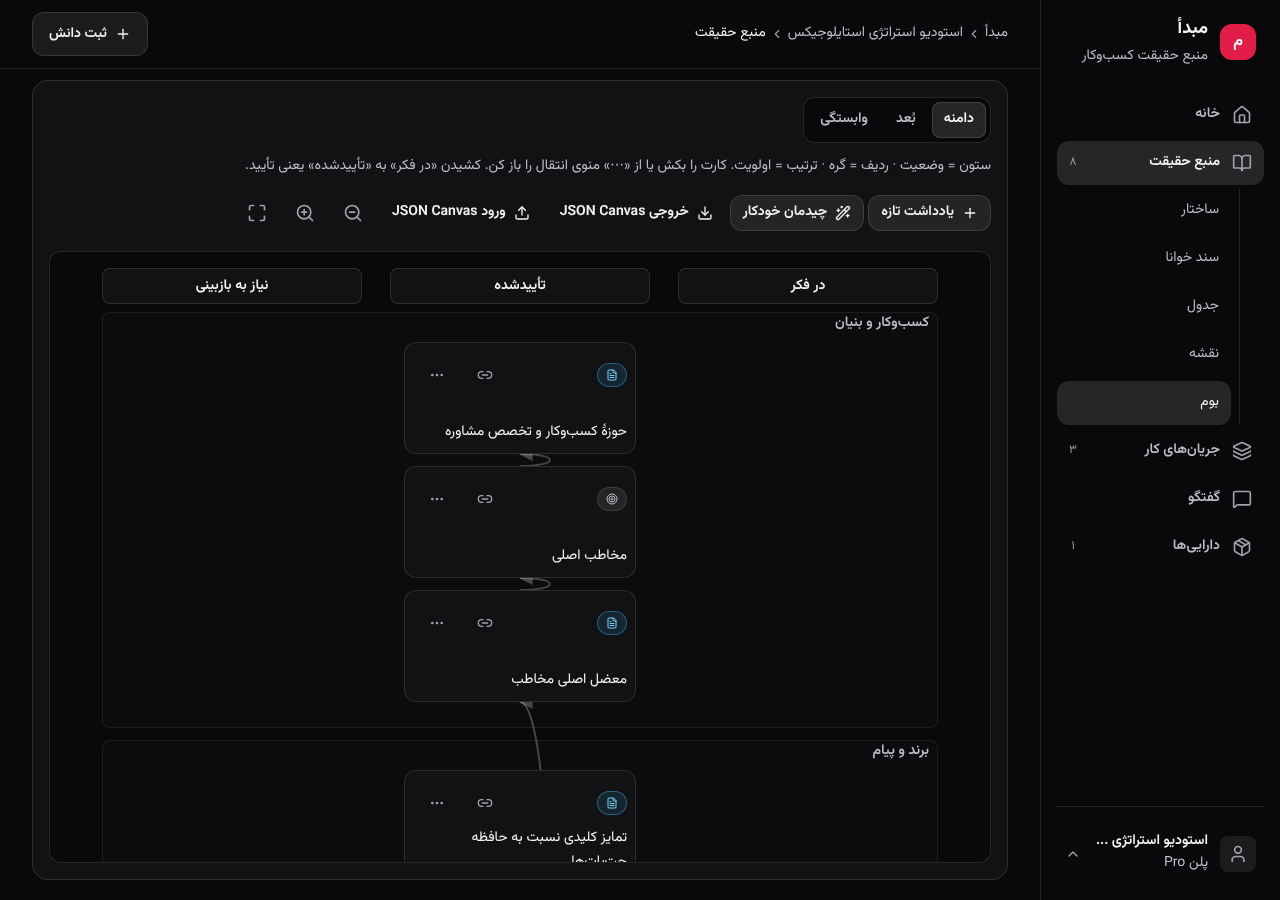 مبدأ
م
منبع حقیقت کسب‌وکار
خانه
منبع حقیقت
۸
ساختار
سند خوانا
جدول
نقشه
بوم
جریان‌های کار
۳
گفتگو
دارایی‌ها
۱
استودیو استراتژی ...
پلن Pro
مبدأ › استودیو استراتژی استایلوجیکس › منبع حقیقت
ثبت دانش
دامنه
بُعد
وابستگی
ستون = وضعیت · ردیف = گره · ترتیب = اولویت. کارت را بکش یا از «⋯» منوی انتقال را باز کن. کشیدن «در فکر» به «تأییدشده» یعنی تأیید.
یادداشت تازه
چیدمان خودکار
خروجی JSON Canvas
ورود JSON Canvas
در فکر
تأییدشده
نیاز به بازبینی
کسب‌وکار و بنیان
حوزهٔ کسب‌وکار و تخصص مشاوره
مخاطب اصلی
معضل اصلی مخاطب
برند و پیام
تمایز کلیدی نسبت به حافظه